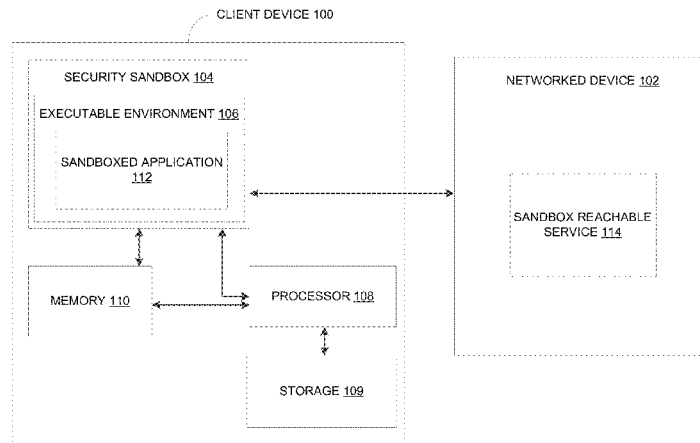 CLIENT DEVICE 100
SECURITY SANDBOX 104
EXECUTABLE ENVIRONMENT 106
SANDBOXED APPLICATION
112
MEMORY 110
PROCESSOR 108
STORAGE 109
NETWORKED DEVICE 102
SANDBOX REACHABLE
SERVICE 114